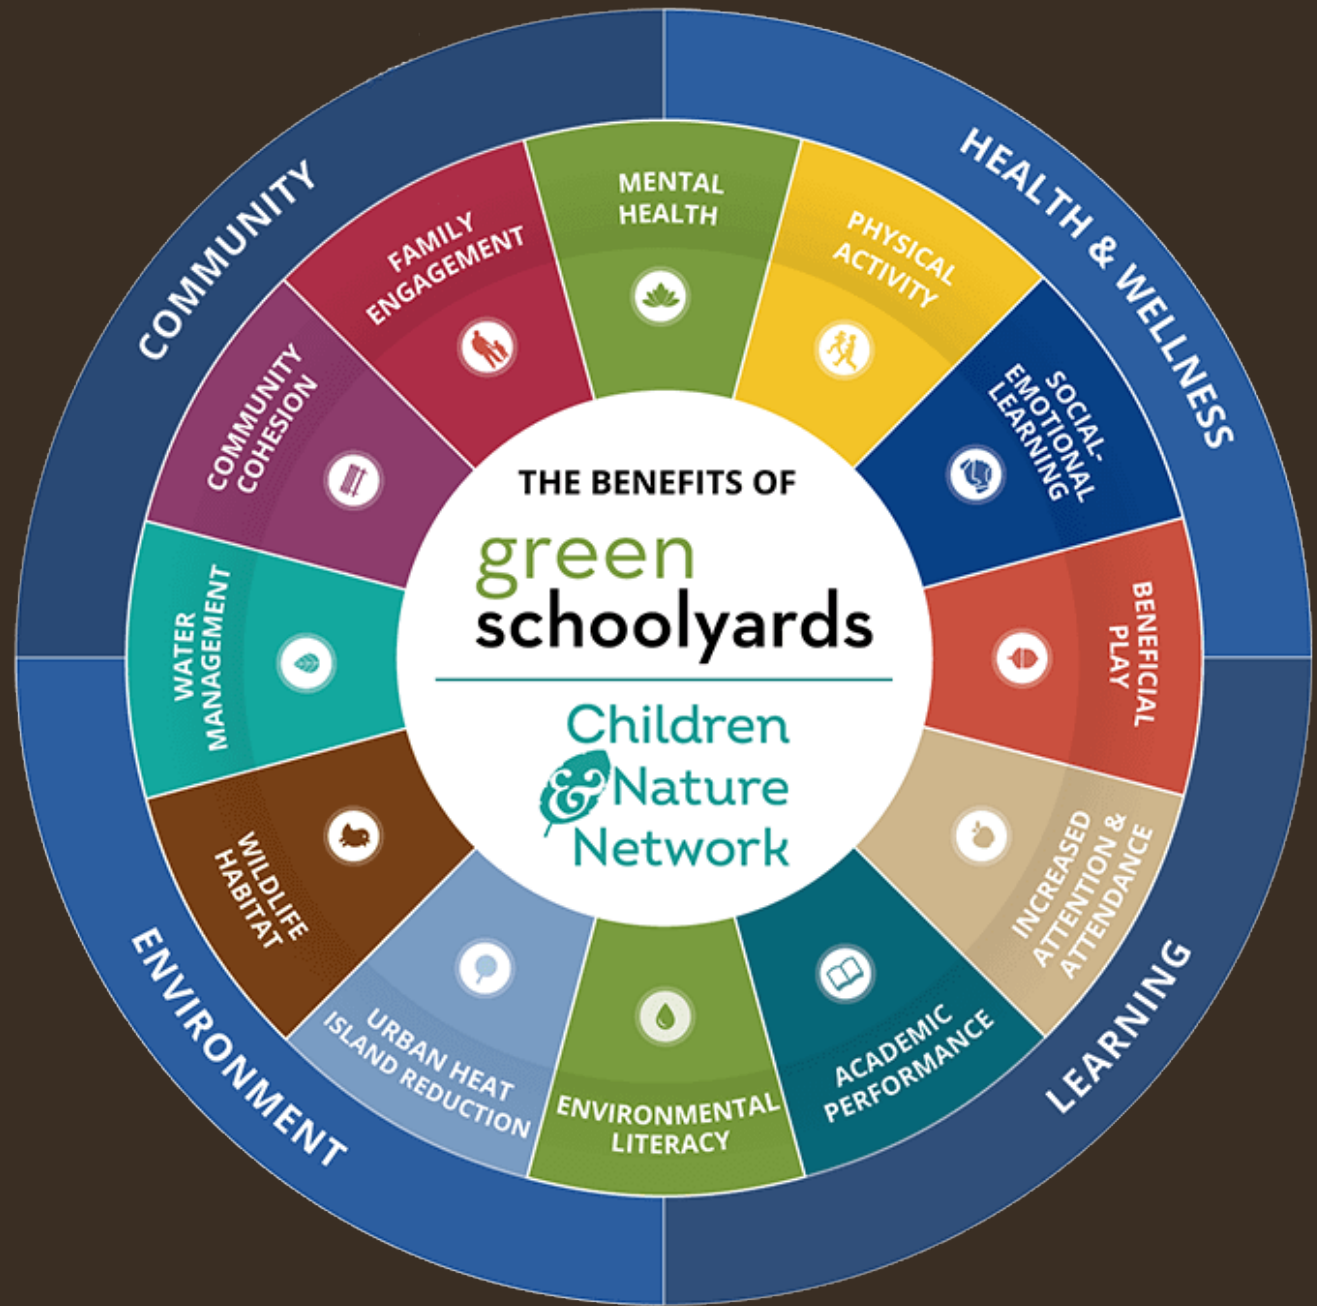 THE BENEFITS OF
green
schoolyards
Children
& Nature
Network
COMMUNITY
HEALTH & WELLNESS
LEARNING
ENVIRONMENT
MENTAL
HEALTH
PHYSICAL
ACTIVITY
SOCIAL-
EMOTIONAL
LEARNING
BENEFICIAL
PLAY
INCREASED
ATTENTION &
ATTENDANCE
ACADEMIC
PERFORMANCE
ENVIRONMENTAL
LITERACY
URBAN HEAT
ISLAND REDUCTION
WILDLIFE
HABITAT
WATER
MANAGEMENT
COMMUNITY
COHESION
FAMILY
ENGAGEMENT